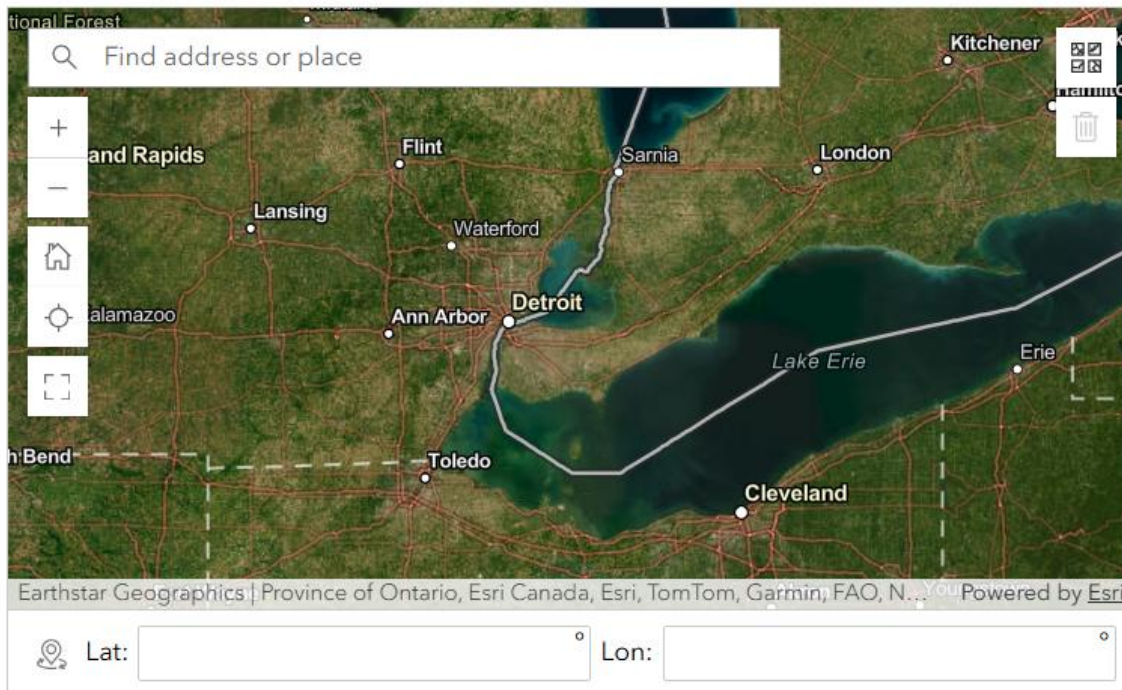 tional Forest
Find address or place
Kitchener
Hamilto
and Rapids
Flint
Sarnia
London
Lansing
Waterford
Detroit
Kalamazoo
Ann Arbor
Lake Erie
Erie
h Bend
Toledo
Cleveland
Earthstar Geographics | Province of Ontario, Esri Canada, Esri, TomTom, Garmin, FAO, N... Powered by Esri
Lat: ° Lon: °